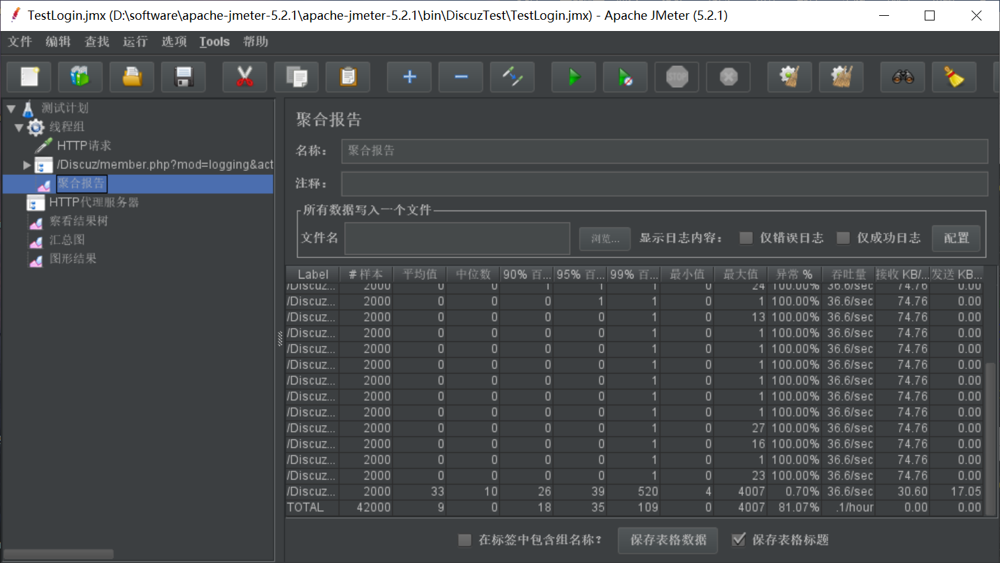 TestLogin.jmx (D:\software\apache-jmeter-5.2.1\apache-jmeter-5.2.1\bin\DiscuzTest\TestLogin.jmx) - Apache JMeter (5.2.1)
文件 编辑 查找 运行 选项 Tools 帮助
STOP
测试计划
线程组
HTTP请求
/Discuz/member.php?mod=logging&act
聚合报告
HTTP代理服务器
察看结果树
汇总图
图形结果
聚合报告
名称： 聚合报告
注释：
所有数据写入一个文件
文件名 浏览... 显示日志内容： 仅错误日志 仅成功日志 配置
Label # 样本 平均值 中位数 90% 百... 95% 百... 99% 百... 最小值 最大值 异常 % 吞吐量 接收 KB/... 发送 KB...
/Discuz... 2000 0 0 1 1 1 0 24 100.00% 36.6/sec 74.76 0.00
/Discuz... 2000 0 0 0 1 1 0 1 100.00% 36.6/sec 74.76 0.00
/Discuz... 2000 0 0 0 0 1 0 13 100.00% 36.6/sec 74.76 0.00
/Discuz... 2000 0 0 0 0 1 0 1 100.00% 36.6/sec 74.76 0.00
/Discuz... 2000 0 0 0 0 1 0 1 100.00% 36.6/sec 74.76 0.00
/Discuz... 2000 0 0 0 0 1 0 1 100.00% 36.6/sec 74.76 0.00
/Discuz... 2000 0 0 0 0 1 0 1 100.00% 36.6/sec 74.76 0.00
/Discuz... 2000 0 0 0 0 1 0 1 100.00% 36.6/sec 74.76 0.00
/Discuz... 2000 0 0 0 0 1 0 1 100.00% 36.6/sec 74.76 0.00
/Discuz... 2000 0 0 0 0 1 0 27 100.00% 36.6/sec 74.76 0.00
/Discuz... 2000 0 0 0 0 1 0 16 100.00% 36.6/sec 74.76 0.00
/Discuz... 2000 0 0 0 0 1 0 1 100.00% 36.6/sec 74.76 0.00
/Discuz... 2000 0 0 0 0 1 0 23 100.00% 36.6/sec 74.76 0.00
/Discuz... 2000 33 10 26 39 520 4 4007 0.70% 36.6/sec 30.60 17.05
TOTAL 42000 9 0 18 35 109 0 4007 81.07% .1/hour 0.00 0.00
在标签中包含组名称？ 保存表格数据 保存表格标题